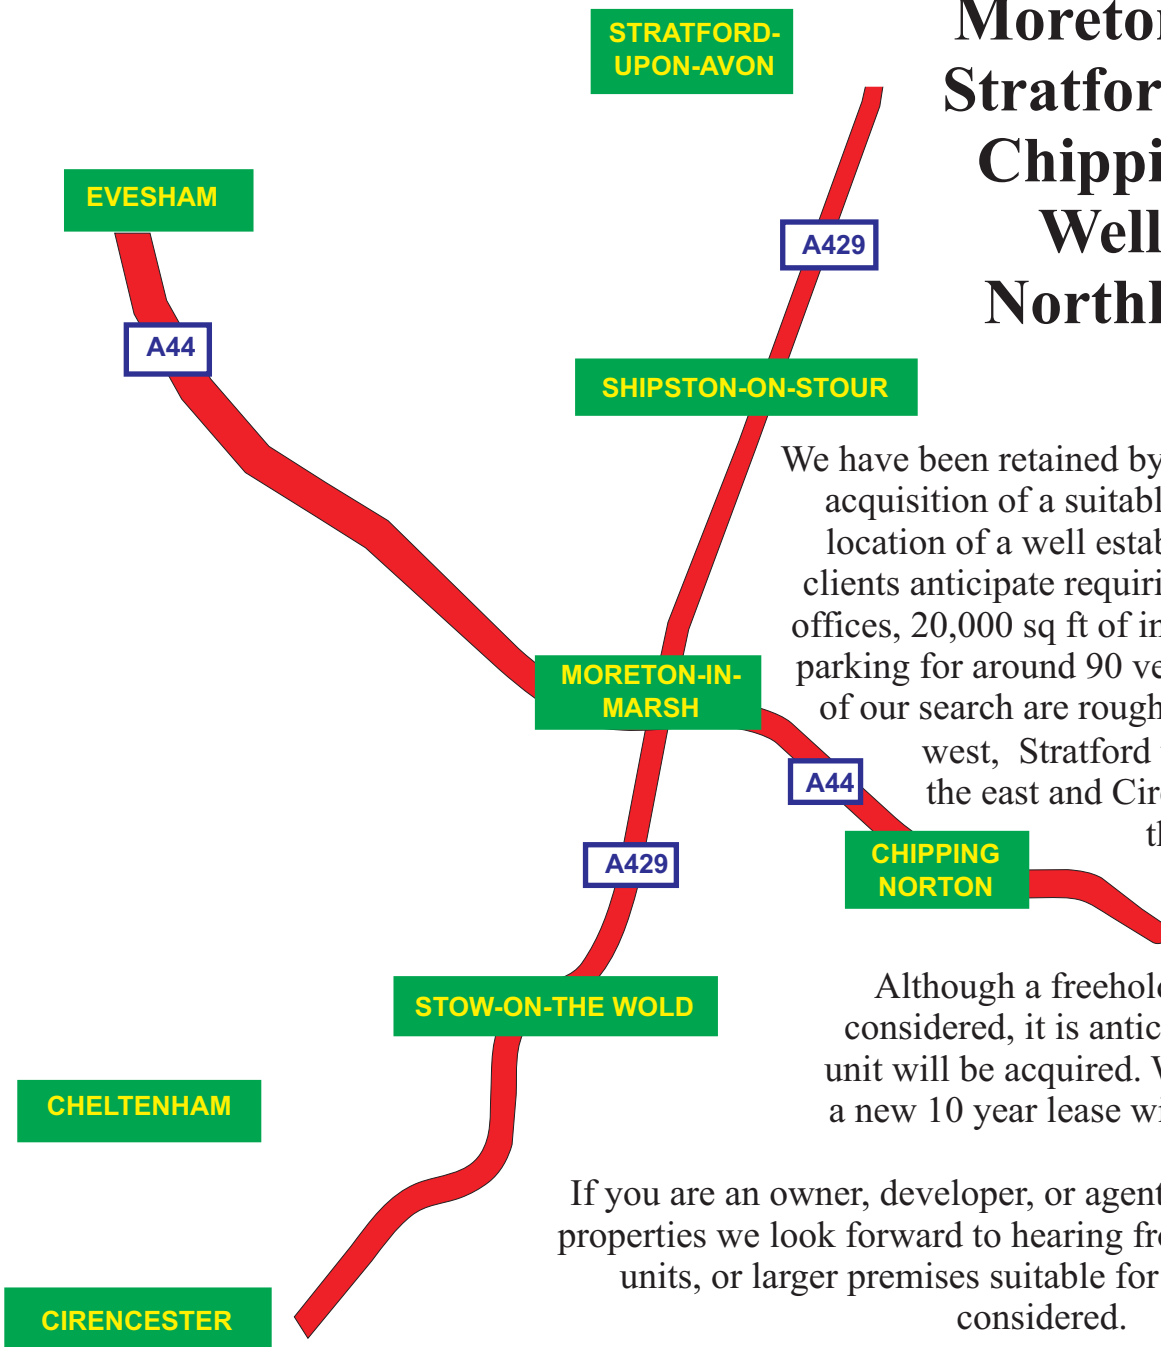 STRATFORD-
UPON-AVON
Moreton
Stratfor
Chippi
Well
North
EVESHAM
A429
A44
SHIPSTON-ON-STOUR
We have been retained by
acquisition of a suitabl
location of a well estab
clients anticipate requiri
offices, 20,000 sq ft of in
parking for around 90 ve
of our search are rough
west, Stratford
the east and Cir
th
MORETON-IN-
MARSH
A44
A429
CHIPPING
NORTON
Although a freehol
considered, it is antic
unit will be acquired. W
a new 10 year lease wi
STOW-ON-THE WOLD
CHELTENHAM
If you are an owner, developer, or agent
properties we look forward to hearing fro
units, or larger premises suitable for
considered.
CIRENCESTER